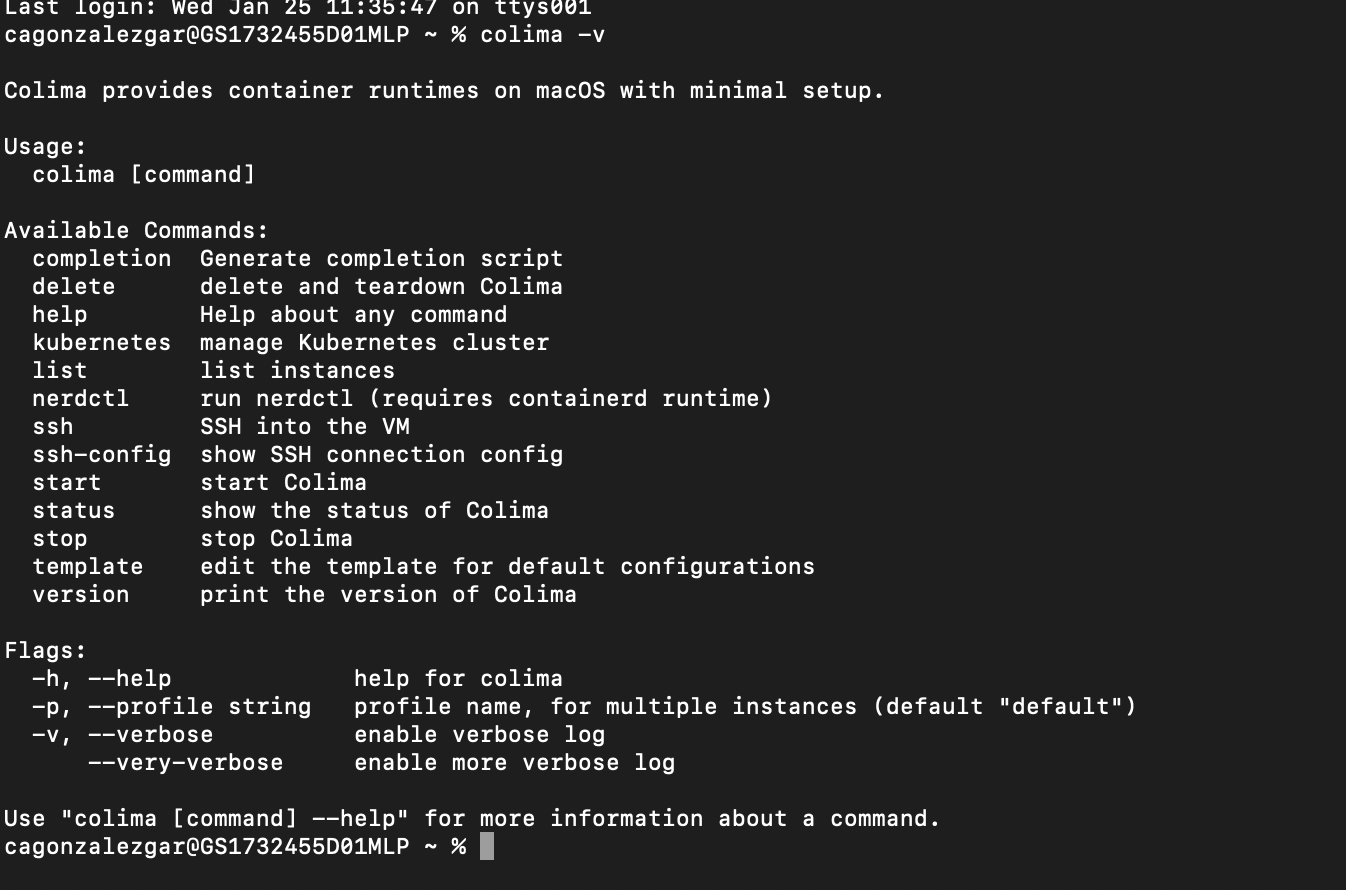 Last login: Wed Jan 25 11:35:47 on ttys001
cagonzalezgar@GS1732455D01MLP ~ % colima -v

Colima provides container runtimes on macOS with minimal setup.

Usage:
  colima [command]

Available Commands:
  completion  Generate completion script
  delete      delete and teardown Colima
  help        Help about any command
  kubernetes  manage Kubernetes cluster
  list        list instances
  nerdctl     run nerdctl (requires containerd runtime)
  ssh         SSH into the VM
  ssh-config  show SSH connection config
  start       start Colima
  status      show the status of Colima
  stop        stop Colima
  template    edit the template for default configurations
  version     print the version of Colima

Flags:
  -h, --help             help for colima
  -p, --profile string   profile name, for multiple instances (default "default")
  -v, --verbose          enable verbose log
      --very-verbose     enable more verbose log

Use "colima [command] --help" for more information about a command.
cagonzalezgar@GS1732455D01MLP ~ %